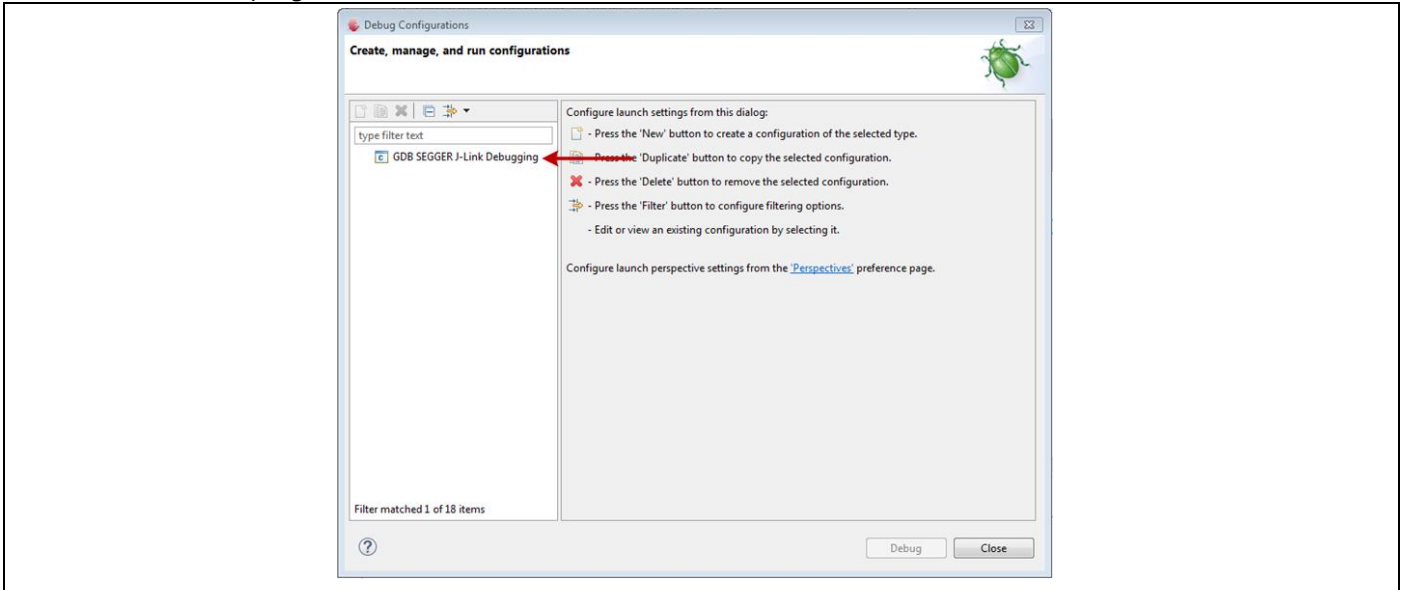 Debug Configurations
Create, manage, and run configurations
type filter text
GDB SEGGER J-Link Debugging
Filter matched 1 of 18 items
Configure launch settings from this dialog:
- Press the 'New' button to create a configuration of the selected type.
- Press the 'Duplicate' button to copy the selected configuration.
- Press the 'Delete' button to remove the selected configuration.
- Press the 'Filter' button to configure filtering options.
- Edit or view an existing configuration by selecting it.
Configure launch perspective settings from the 'Perspectives' preference page.
Debug
Close